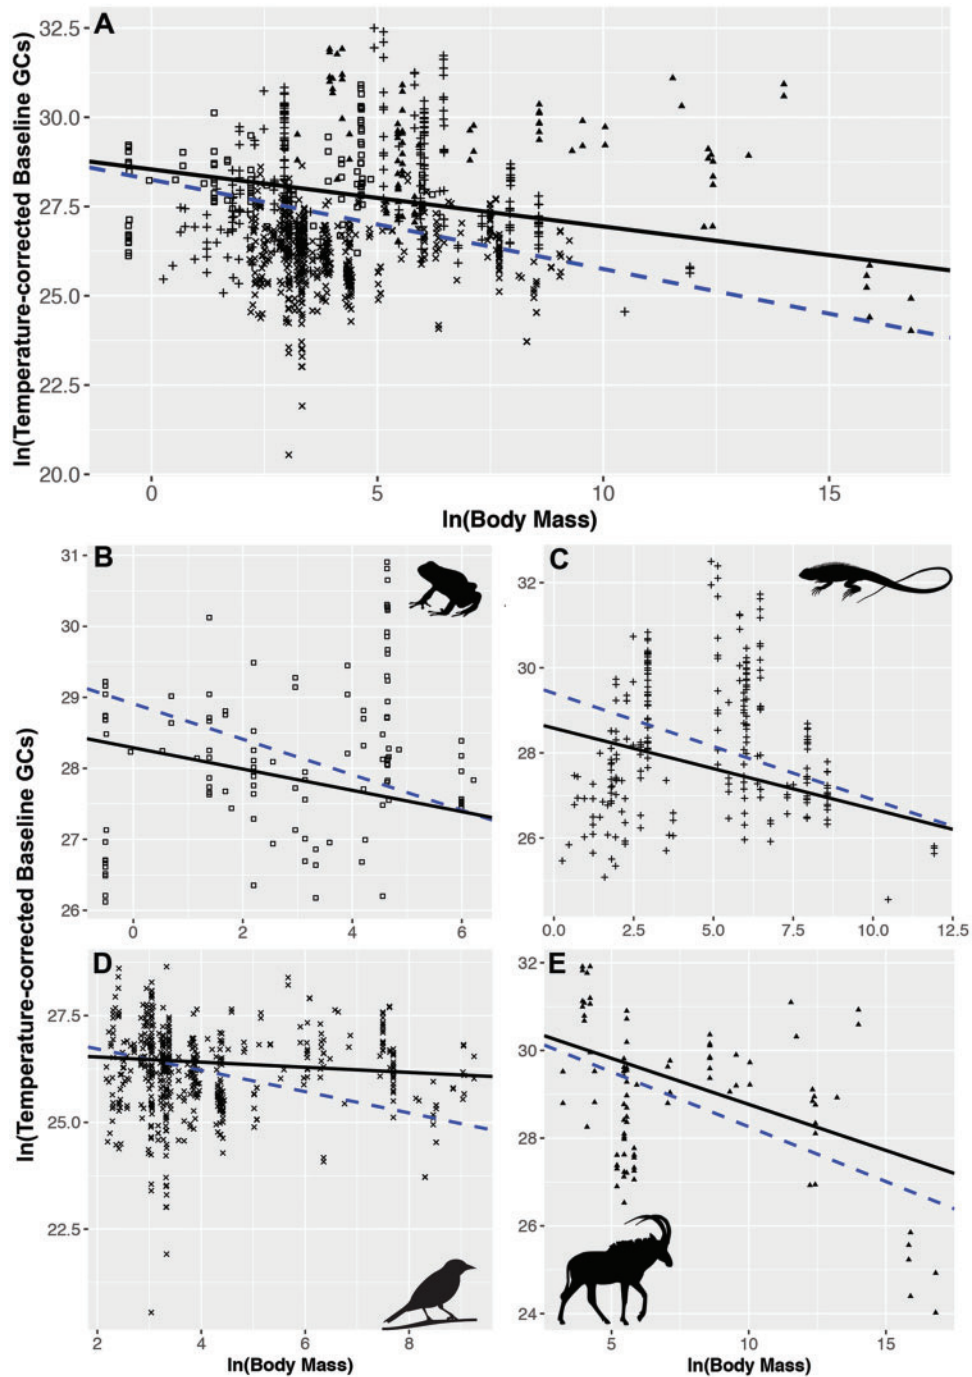 A
ln(Temperature-corrected Baseline GCs)
32.5
30.0
27.5
25.0
22.5
20.0
0 5 10 15
ln(Body Mass)
B
31
30
29
28
27
26
0 2 4 6
C
32
30
28
26
0.0 2.5 5.0 7.5 10.0 12.5
ln(Temperature-corrected Baseline GCs)
D
27.5
25.0
22.5
2 4 6 8
ln(Body Mass)
E
32
30
28
26
24
5 10 15
ln(Body Mass)